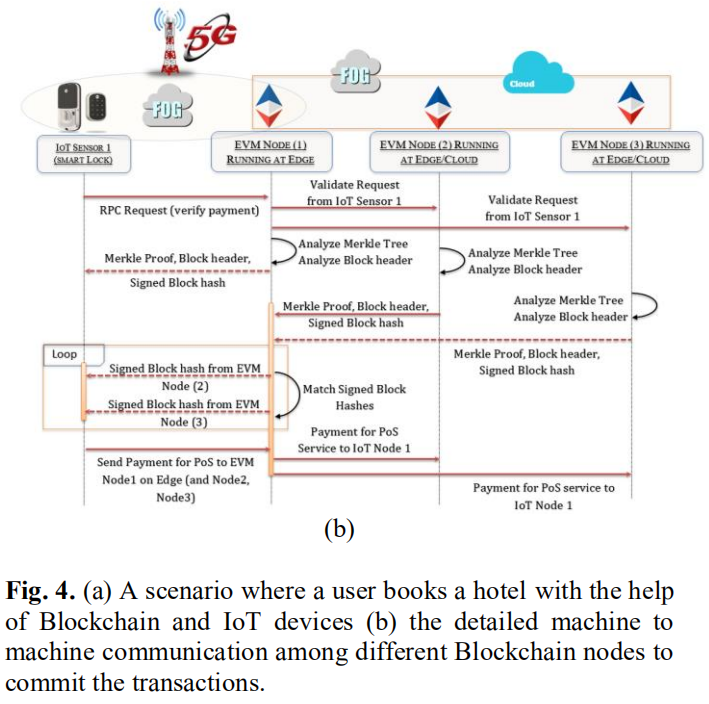 5G
FOG
FOG
Cloud
IOT SENSOR 1
(SMART LOCK)
EVM NODE (1)
RUNNING AT EDGE
EVM NODE (2) RUNNING
AT EDGE/CLOUD
EVM NODE (3) RUNNING
AT EDGE/CLOUD
RPC Request (verify payment)
Validate Request
from IoT Sensor 1
Validate Request
from IoT Sensor 1
Analyze Merkle Tree
Analyze Block header
Merkle Proof, Block header,
Signed Block hash
Analyze Merkle Tree
Analyze Block header
Analyze Merkle Tree
Analyze Block header
Merkle Proof, Block header,
Signed Block hash
Merkle Proof, Block header,
Signed Block hash
Loop
Signed Block hash from EVM
Node (2)
Signed Block hash from EVM
Node (3)
Match Signed Block
Hashes
Payment for PoS
Service to IoT Node 1
Send Payment for PoS to EVM
Node1 on Edge (and Node2,
Node3)
Payment for PoS service to
IoT Node 1
(b)
Fig. 4. (a) A scenario where a user books a hotel with the help
of Blockchain and IoT devices (b) the detailed machine to
machine communication among different Blockchain nodes to
commit the transactions.